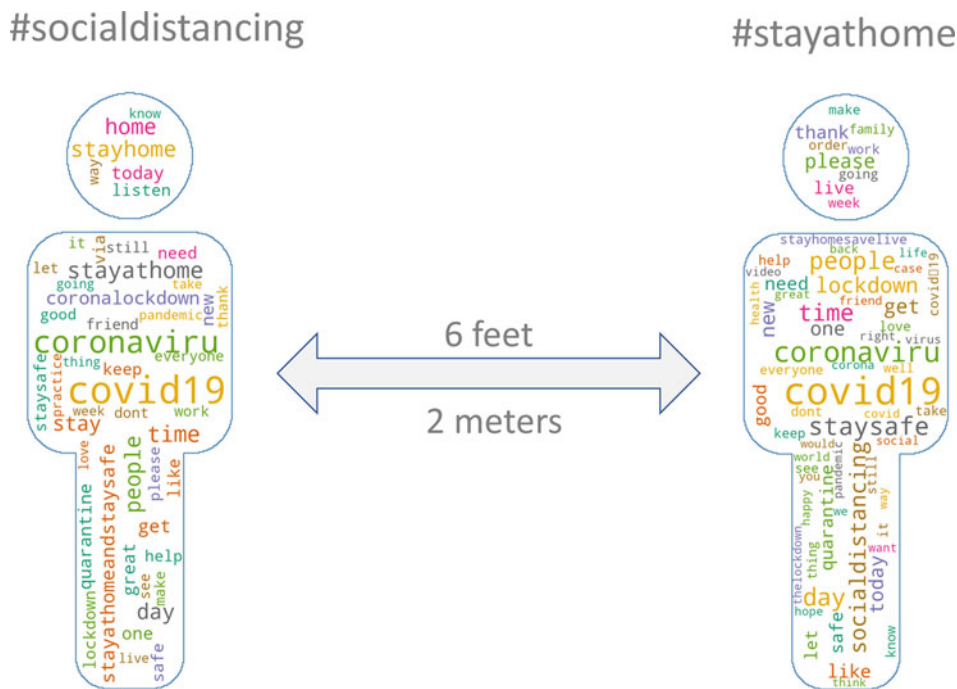 #socialdistancing
#stayathome
know
home
stayhome
way
today
listen
make
thank
family
order
work
please
going
live
week
6 feet
2 meters
it
via
still
need
let
stayathome
going
take
coronalockdown
new
thank
good
friend
pandemic
coronaviru
everyone
staysafe
practice
thing
keep
covid19
week
dont
work
stay
time
love
people
please
like
stayathomeandstaysafe
quarantine
get
great
help
see
make
day
lockdown
one
live
safe
stayhomesavelive
back
life
help
people
case
video
covid▯19
need
lockdown
health
great
friend
get
new
time
one
love
right
virus
coronaviru
everyone
corona
well
covid19
good
dont
covid
take
staysafe
keep
social
would
world
see
you
pandemic
still
quarantine
socialdistancing
happy
we
way
it
thelockdown
thing
want
today
day
hope
let
safe
know
like
think